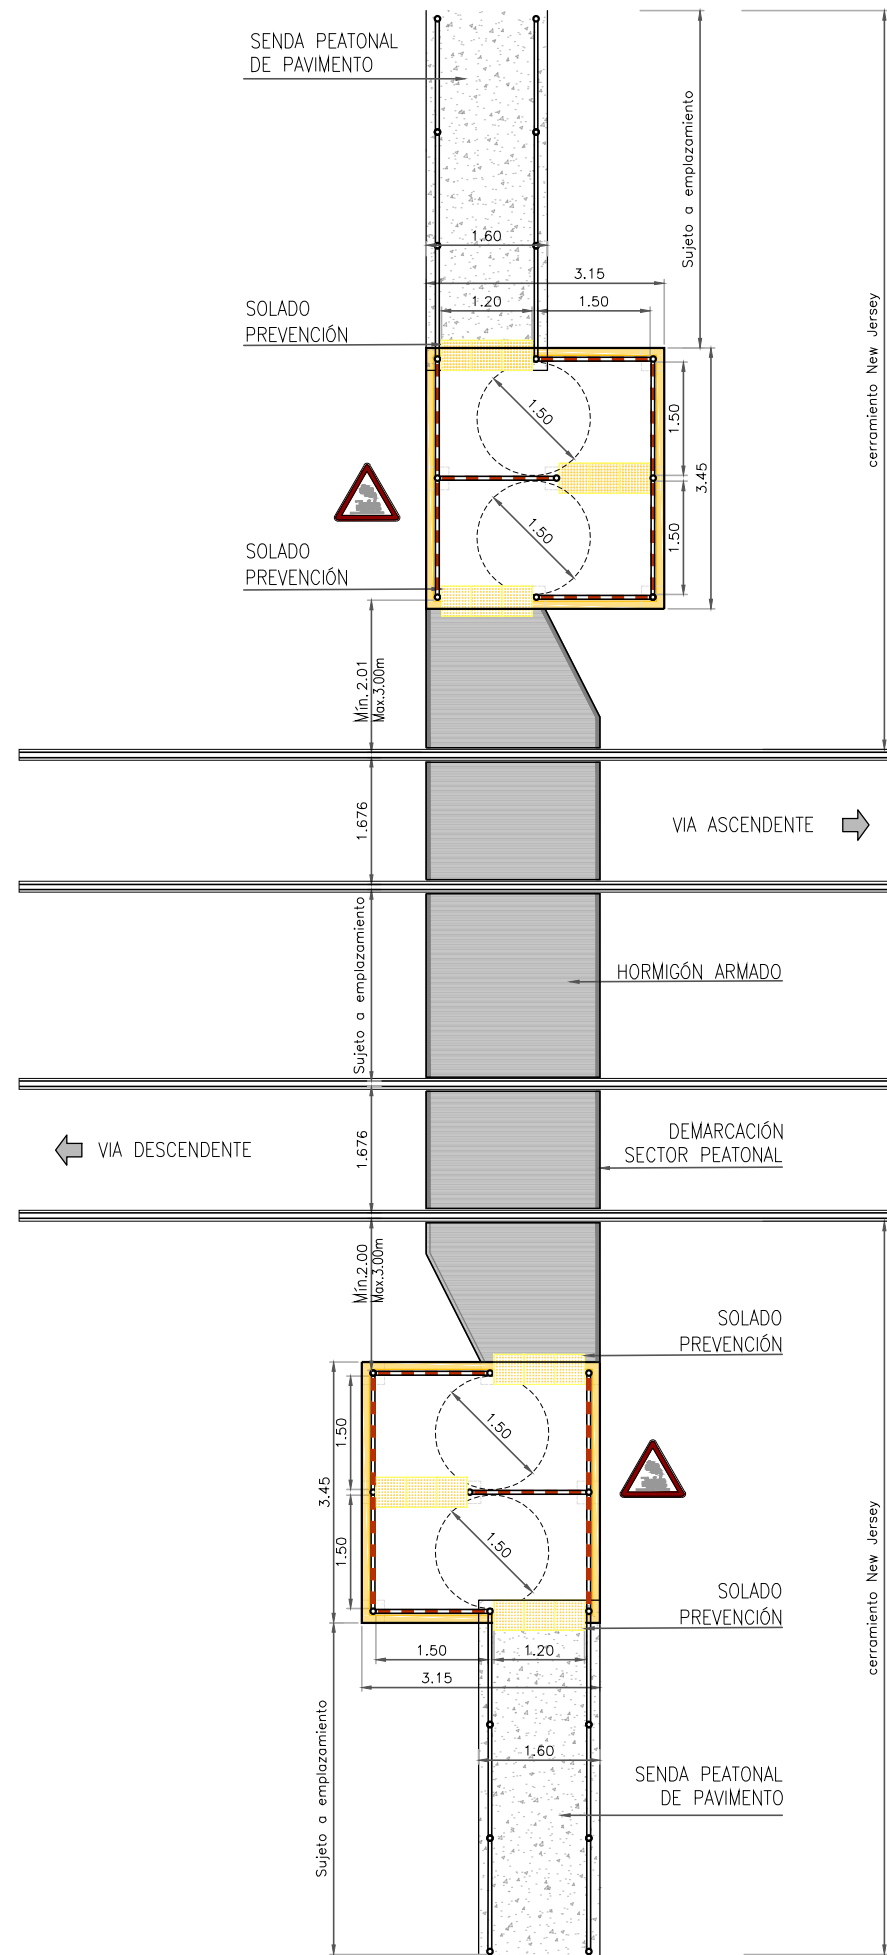 SENDA PEATONAL
DE PAVIMENTO
Sujeto a emplazamiento
cerramiento New Jersey
1.60
3.15
1.20
1.50
SOLADO
PREVENCIÓN
1.50
1.50
3.45
1.50
1.50
SOLADO
PREVENCIÓN
Mín.2.01
Max.3.00m
1.676
VIA ASCENDENTE
Sujeto a emplazamiento
HORMIGÓN ARMADO
1.676
VIA DESCENDENTE
DEMARCACIÓN
SECTOR PEATONAL
Mín.2.00
Max.3.00m
SOLADO
PREVENCIÓN
1.50
1.50
3.45
1.50
1.50
cerramiento New Jersey
SOLADO
PREVENCIÓN
1.50
1.20
3.15
Sujeto a emplazamiento
1.60
SENDA PEATONAL
DE PAVIMENTO